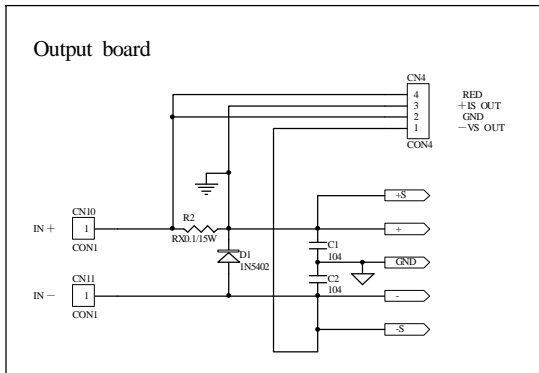 Output board
CN4
4 RED
3 +IS OUT
2 GND
1 −VS OUT
CON4
+S
CN10
R2
IN+ 1
+
RX0.1/15W
CON1
C1
D1
104
GND
1N5402
CN11
C2
104
IN− 1
-
CON1
-S